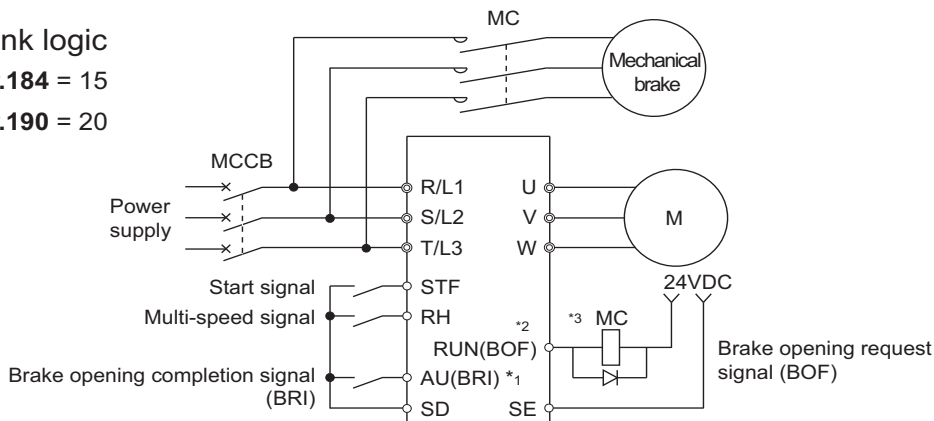 MC
nk logic
.184 = 15
.190 = 20
Mechanical
brake
MCCB
Power
supply
R/L1
S/L2
T/L3
U
V
W
M
24VDC
Start signal
STF
Multi-speed signal
RH
*2
*3 MC
RUN(BOF)
Brake opening request
signal (BOF)
Brake opening completion signal
(BRI)
AU(BRI) *1
SD
SE